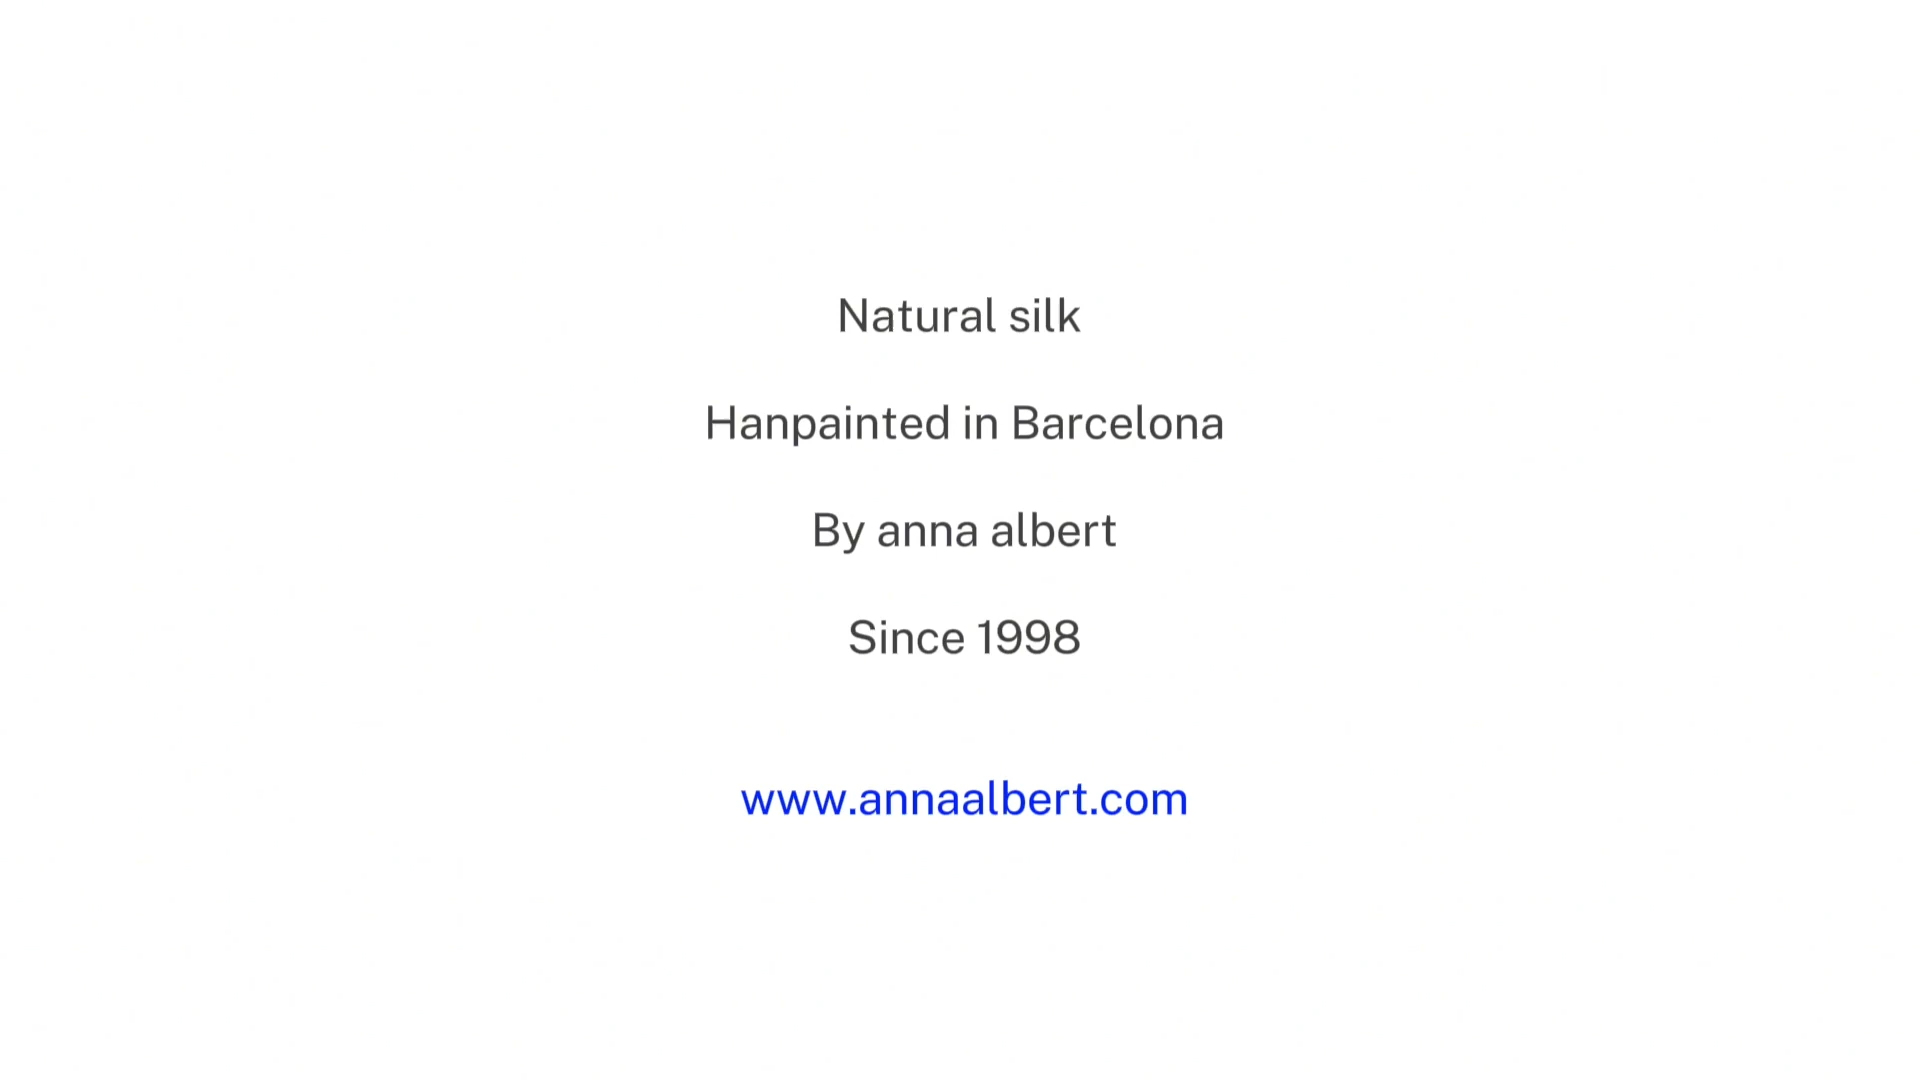 Natural silk
Hanpainted in Barcelona
By anna albert
Since 1998
www.annaalbert.com